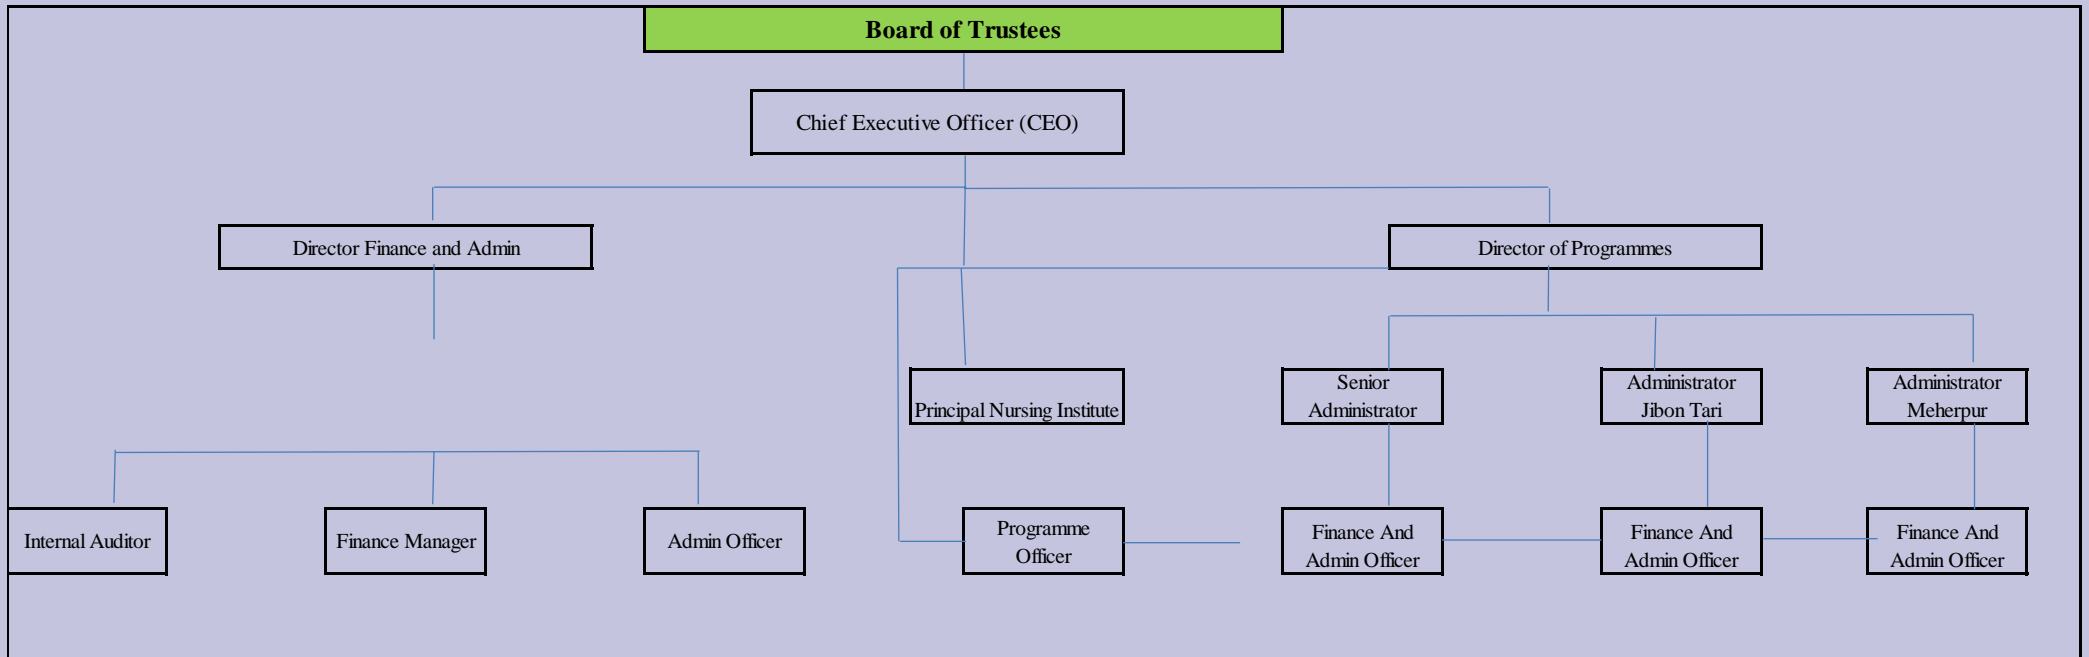 Board of Trustees
Chief Executive Officer (CEO)
Director Finance and Admin
Director of Programmes
Principal Nursing Institute
Senior
Administrator
Administrator
Jibon Tari
Administrator
Meherpur
Internal Auditor
Finance Manager
Admin Officer
Programme
Officer
Finance And
Admin Officer
Finance And
Admin Officer
Finance And
Admin Officer